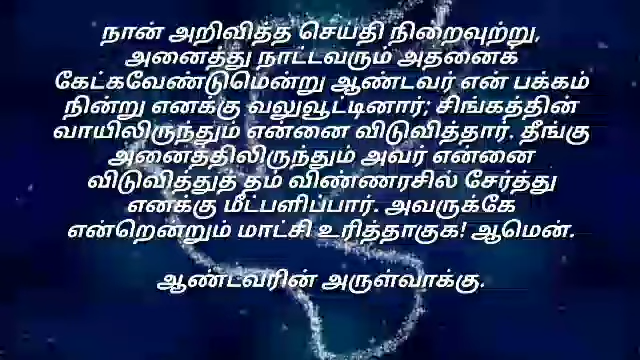 நான் அறிவித்த செய்தி நிறைவுற்று,
அனைத்து நாட்டவரும் அதனைக்
கேட்கவேண்டுமென்று ஆண்டவர் என் பக்கம்
நின்று எனக்கு வலுவூட்டினார்; சிங்கத்தின்
வாயிலிருந்தும் என்னை விடுவித்தார். தீங்கு
அனைத்திலிருந்தும் அவர் என்னை
விடுவித்துத் தம் விண்ணரசில் சேர்த்து
எனக்கு மீட்பளிப்பார். அவருக்கே
என்றென்றும் மாட்சி உரித்தாகுக! ஆமென்.
ஆண்டவரின் அருள்வாக்கு.